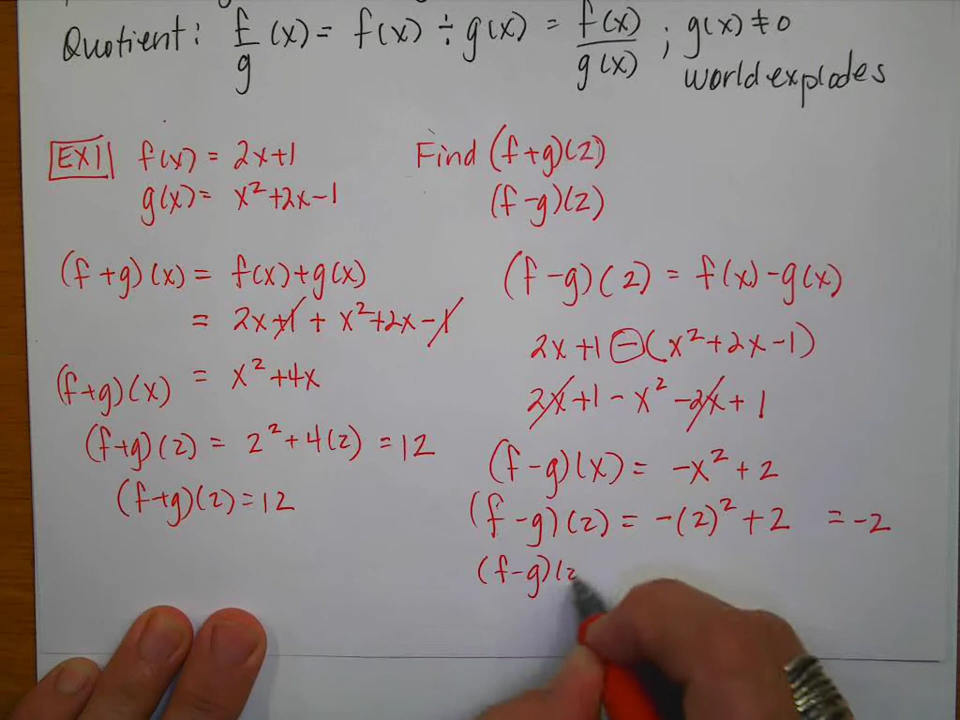 Quotient: f/g (x) = f(x) ÷ g(x) = f(x)/g(x) ; g(x) ≠ 0
world explodes
EX1 f(x) = 2x+1 Find (f+g)(2)
g(x) = x²+2x-1 (f-g)(2)
(f+g)(x) = f(x)+g(x)
= 2x+1 + x²+2x-1
(f+g)(x) = x²+4x
(f+g)(2) = 2²+4(2) = 12
(f+g)(2) = 12
(f-g)(2) = f(x)-g(x)
2x+1-(x²+2x-1)
2x+1-x²-2x+1
(f-g)(x) = -x²+2
(f-g)(2) = -(2)²+2 = -2
(f-g)(2